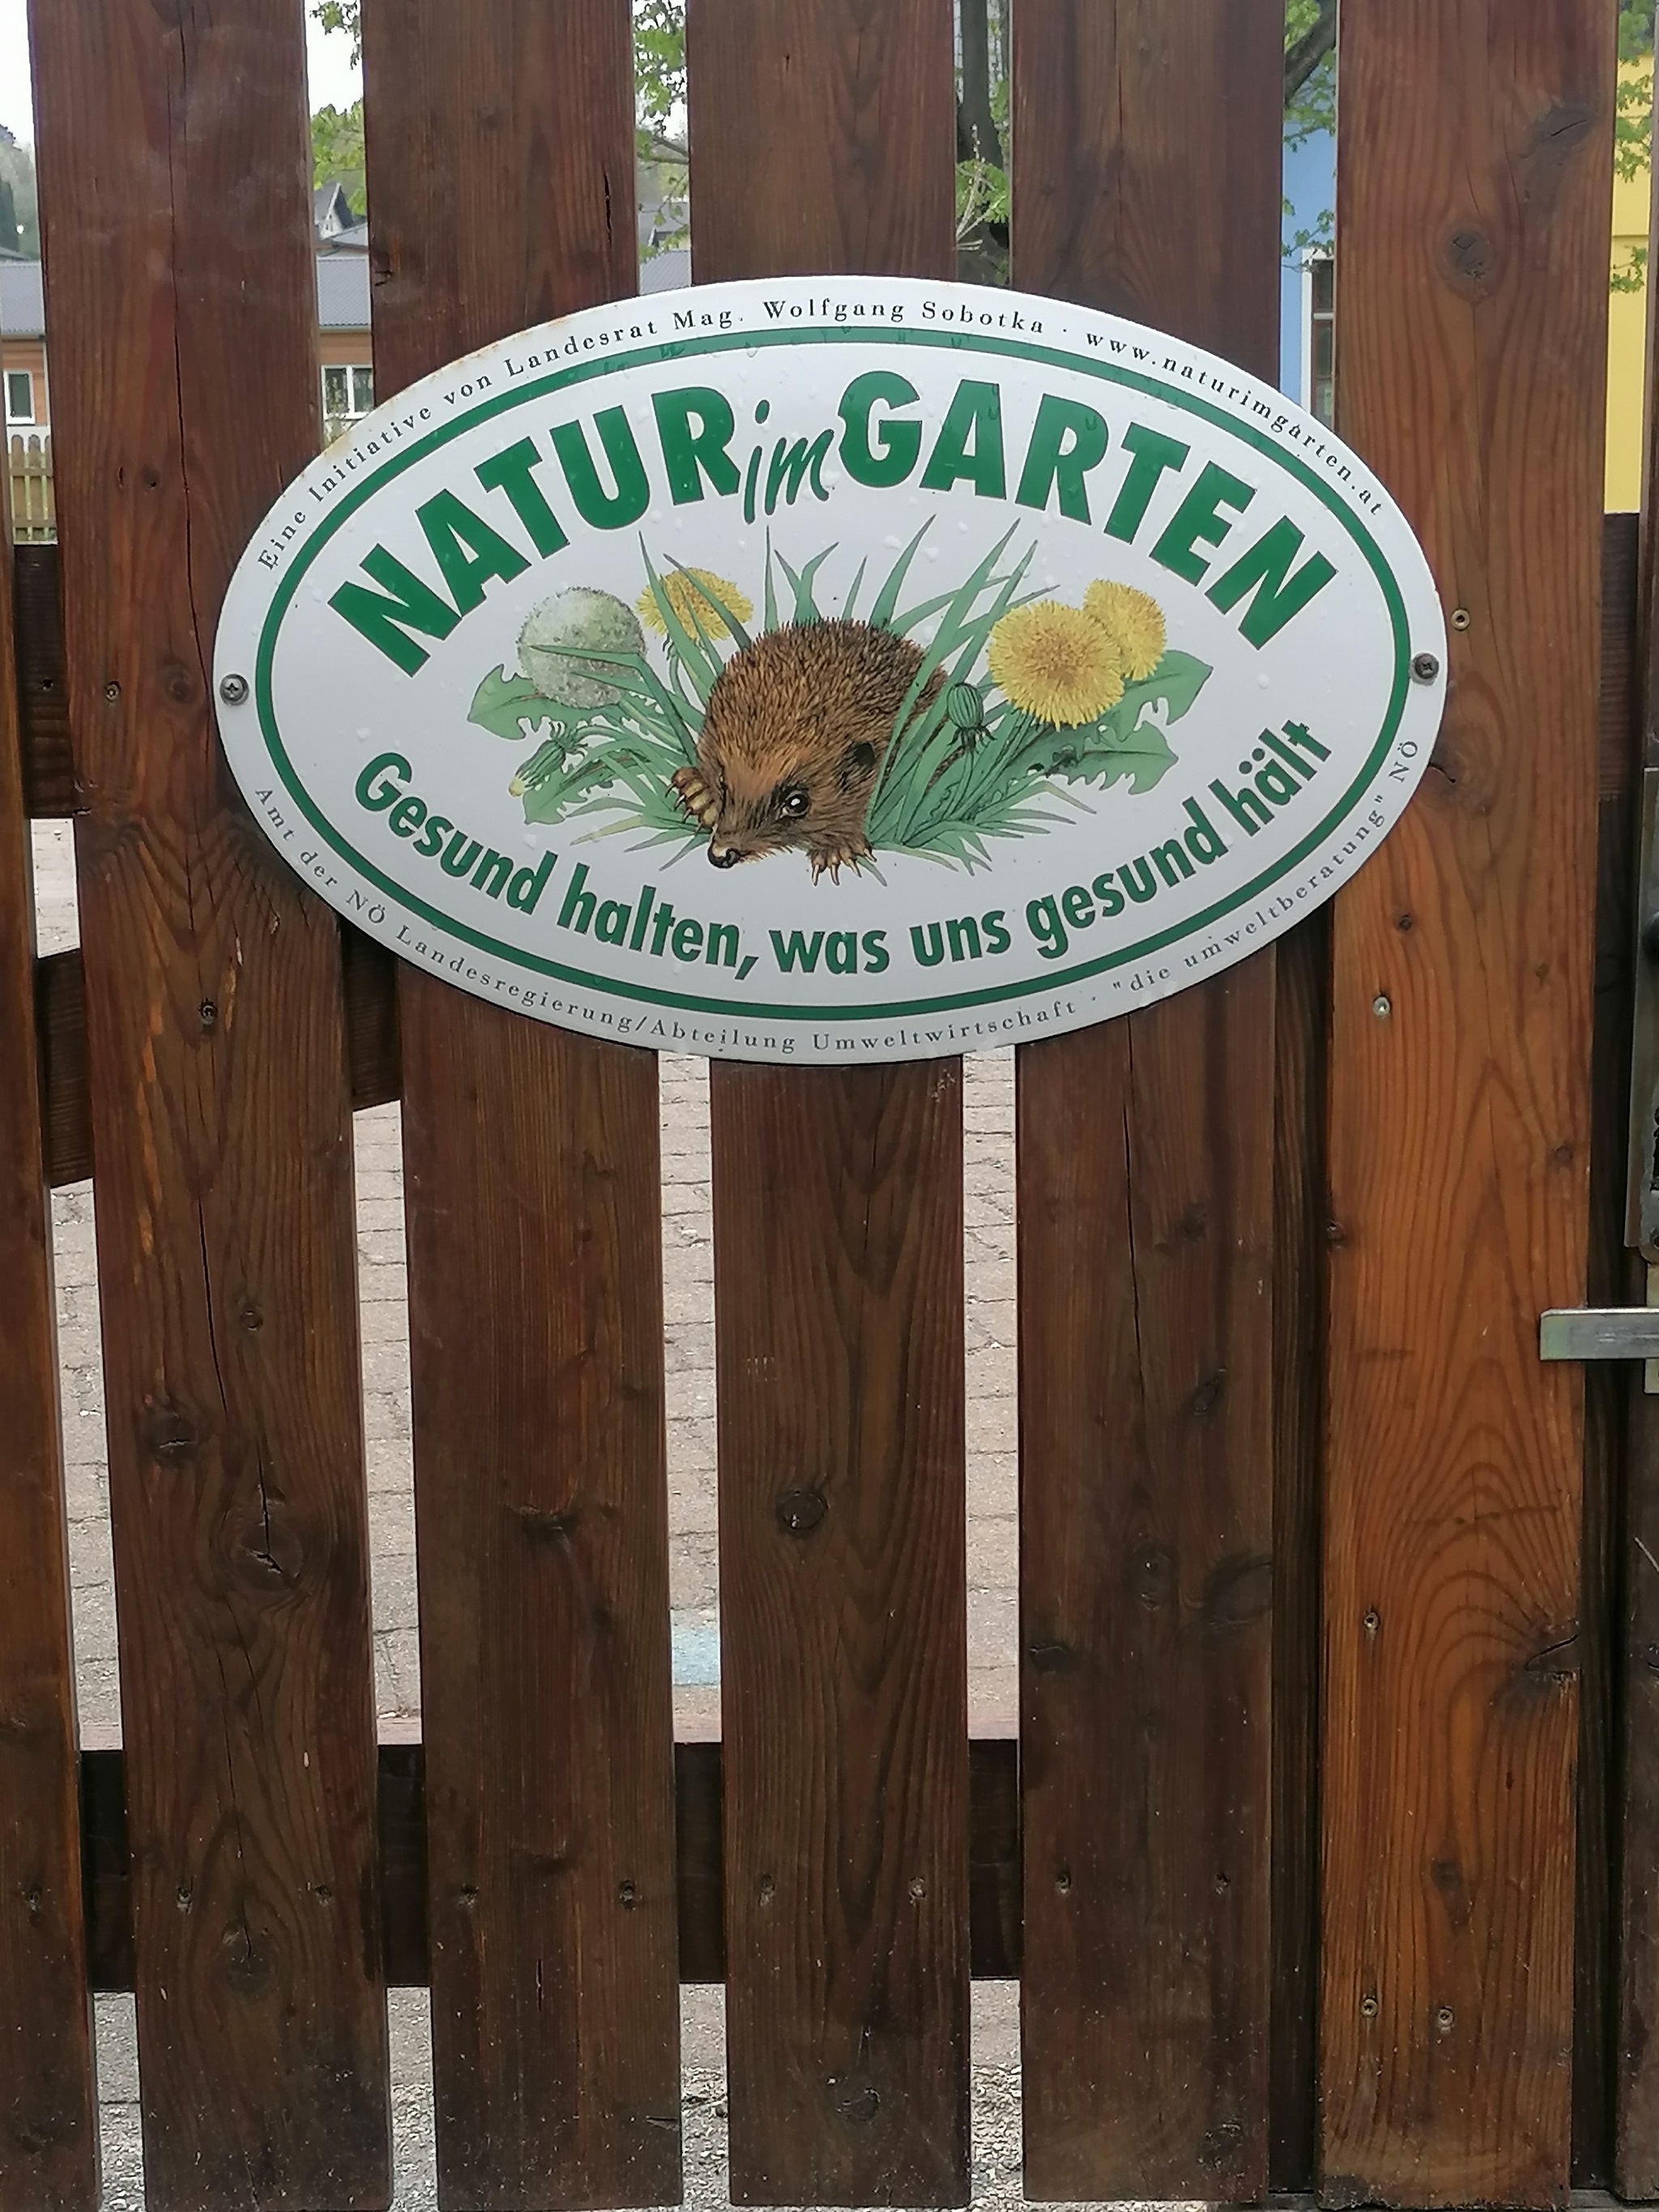 Eine Initiative von Landesrat Mag. Wolfgang Sobotka · www.naturimgarten.at
NATUR im GARTEN
Gesund halten, was uns gesund hält
Amt der NÖ Landesregierung/Abteilung Umweltwirtschaft · "die umweltberatung" NÖ